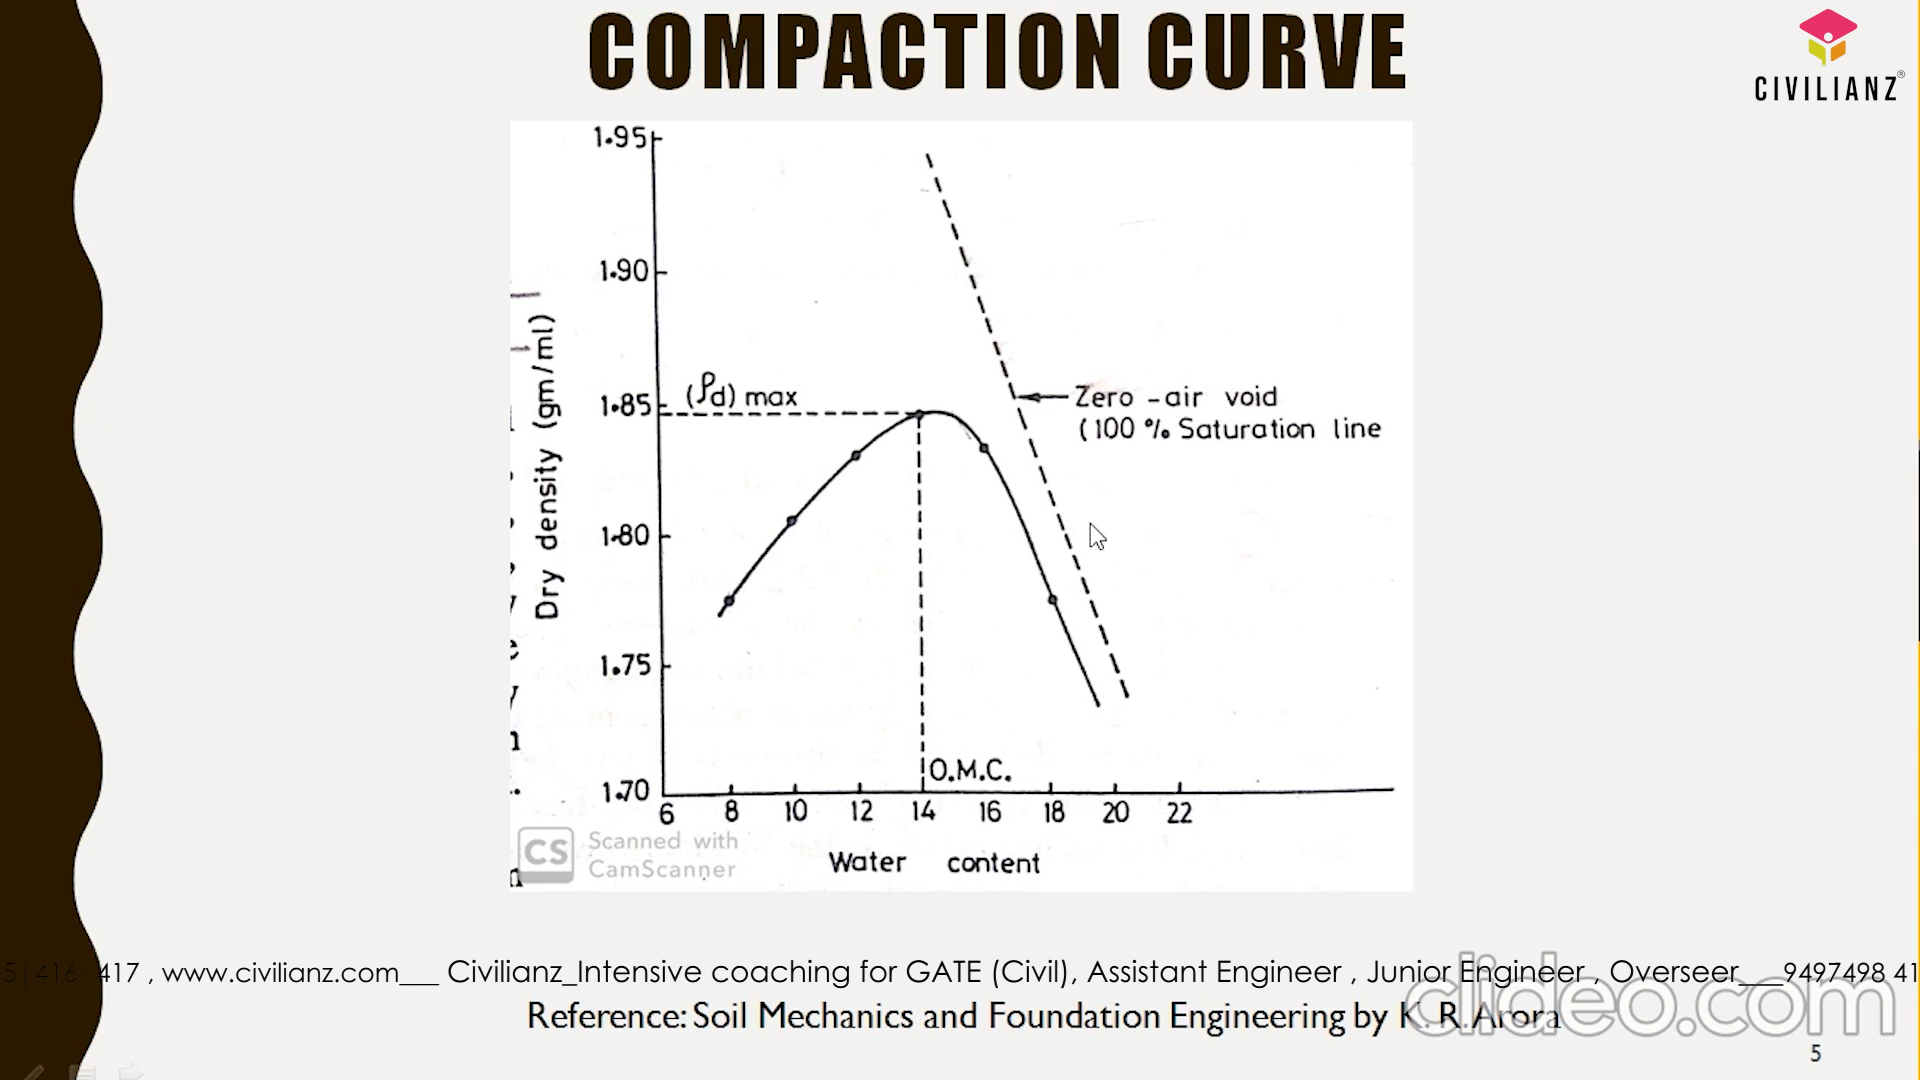 COMPACTION CURVE
CIVILIANZ®
1.95
1.90
1.85
1.80
1.75
1.70
Dry density (gm/ml)
(ρd) max
Zero - air void
(100 % Saturation line
O.M.C.
6 8 10 12 14 16 18 20 22
Water content
CS
Scanned with
CamScanner
5|416|417 , www.civilianz.com___ Civilianz_Intensive coaching for GATE (Civil), Assistant Engineer , Junior Engineer , Overseer___9497498 41
Reference: Soil Mechanics and Foundation Engineering by K. R.Arora
clideo.com
5